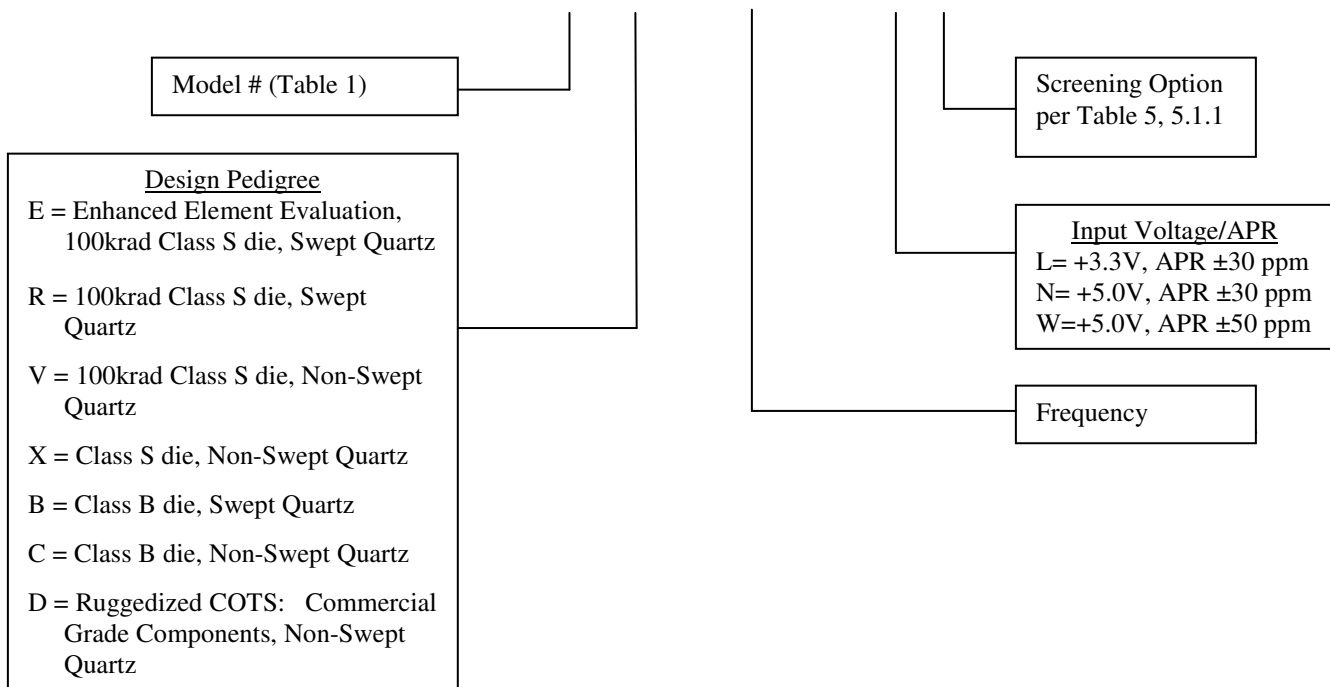 Model # (Table 1)
Screening Option
per Table 5, 5.1.1
Design Pedigree
E = Enhanced Element Evaluation,
100krad Class S die, Swept Quartz
R = 100krad Class S die, Swept
Quartz
V = 100krad Class S die, Non-Swept
Quartz
X = Class S die, Non-Swept Quartz
B = Class B die, Swept Quartz
C = Class B die, Non-Swept Quartz
D = Ruggedized COTS: Commercial
Grade Components, Non-Swept
Quartz
Input Voltage/APR
L= +3.3V, APR ±30 ppm
N= +5.0V, APR ±30 ppm
W=+5.0V, APR ±50 ppm
Frequency